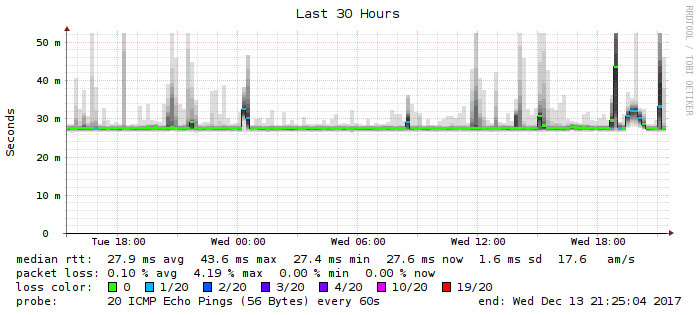 Last 30 Hours
RRDTOOL / TOBI OETIKER
Seconds
50 m
40 m
30 m
20 m
10 m
0
Tue 18:00 Wed 00:00 Wed 06:00 Wed 12:00 Wed 18:00
median rtt: 27.9 ms avg 43.6 ms max 27.4 ms min 27.6 ms now 1.6 ms sd 17.6 am/s
packet loss: 0.10 % avg 4.19 % max 0.00 % min 0.00 % now
loss color: 0 1/20 2/20 3/20 4/20 10/20 19/20
probe: 20 ICMP Echo Pings (56 Bytes) every 60s end: Wed Dec 13 21:25:04 2017